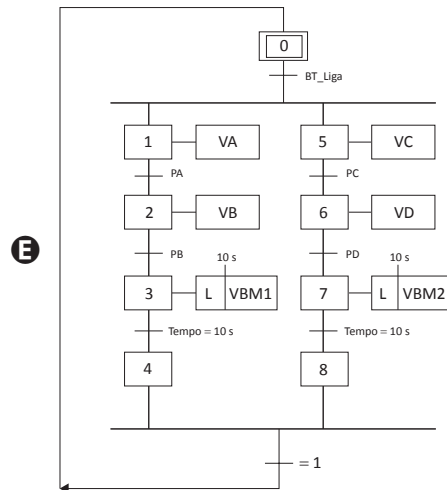 0
BT_Liga
1 VA 5 VC
PA PC
2 VB 6 VD
E
PB 10 s PD 10 s
3 L VBM1 7 L VBM2
Tempo = 10 s Tempo = 10 s
4 8
= 1